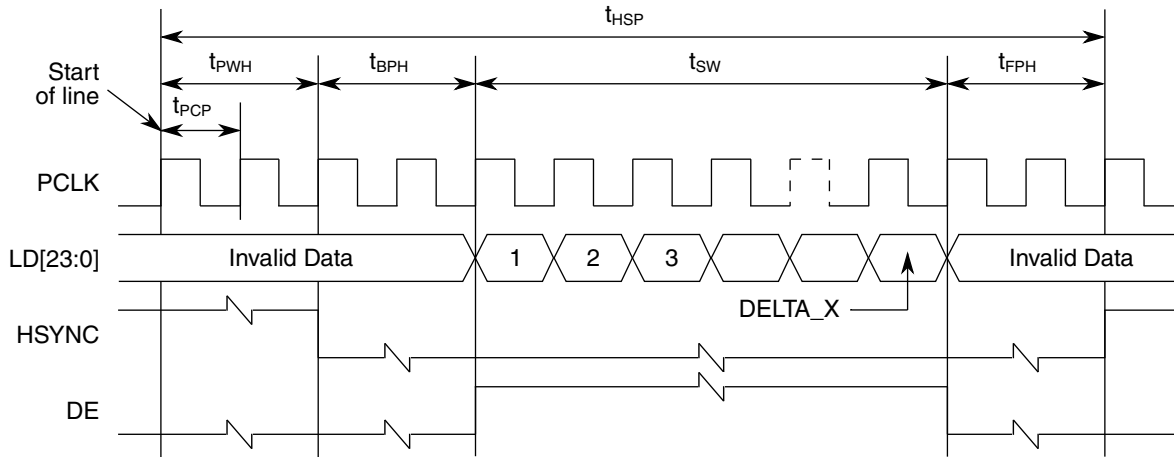 tHSP
tPWH
tBPH
tSW
tFPH
Start
of line
tPCP
PCLK
LD[23:0]
Invalid Data
1
2
3
Invalid Data
DELTA_X
HSYNC
DE